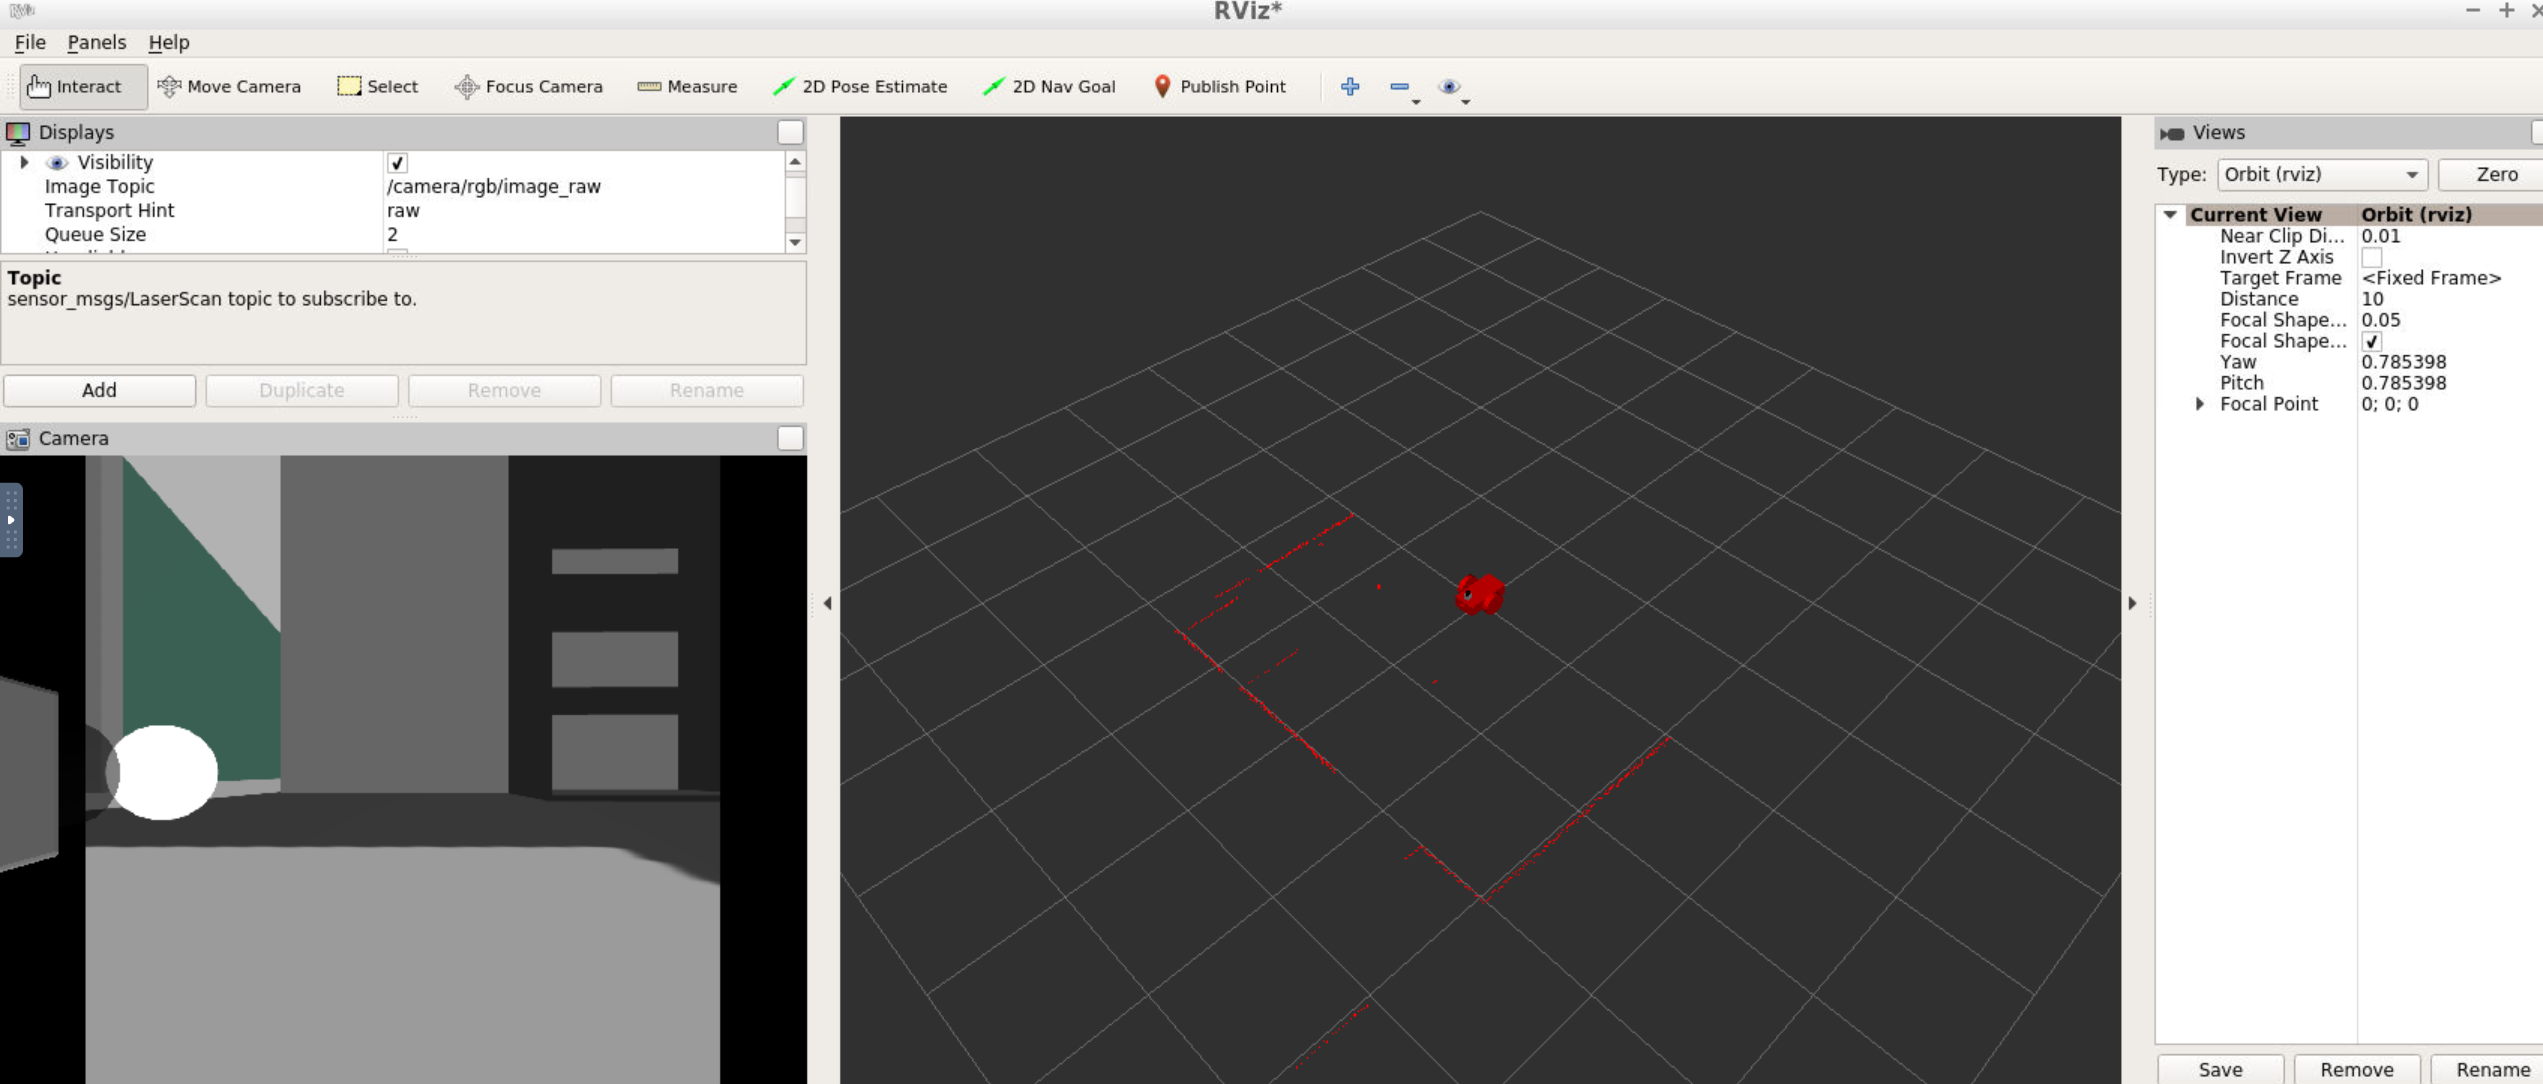 RViz*
File Panels Help
Interact Move Camera Select Focus Camera Measure 2D Pose Estimate 2D Nav Goal Publish Point
Displays
Visibility
Image Topic /camera/rgb/image_raw
Transport Hint raw
Queue Size 2
Topic
sensor_msgs/LaserScan topic to subscribe to.
Add Duplicate Remove Rename
Camera
Views
Type: Orbit (rviz) Zero
Current View Orbit (rviz)
Near Clip Di... 0.01
Invert Z Axis
Target Frame <Fixed Frame>
Distance 10
Focal Shape... 0.05
Focal Shape...
Yaw 0.785398
Pitch 0.785398
Focal Point 0; 0; 0
Save Remove Rename